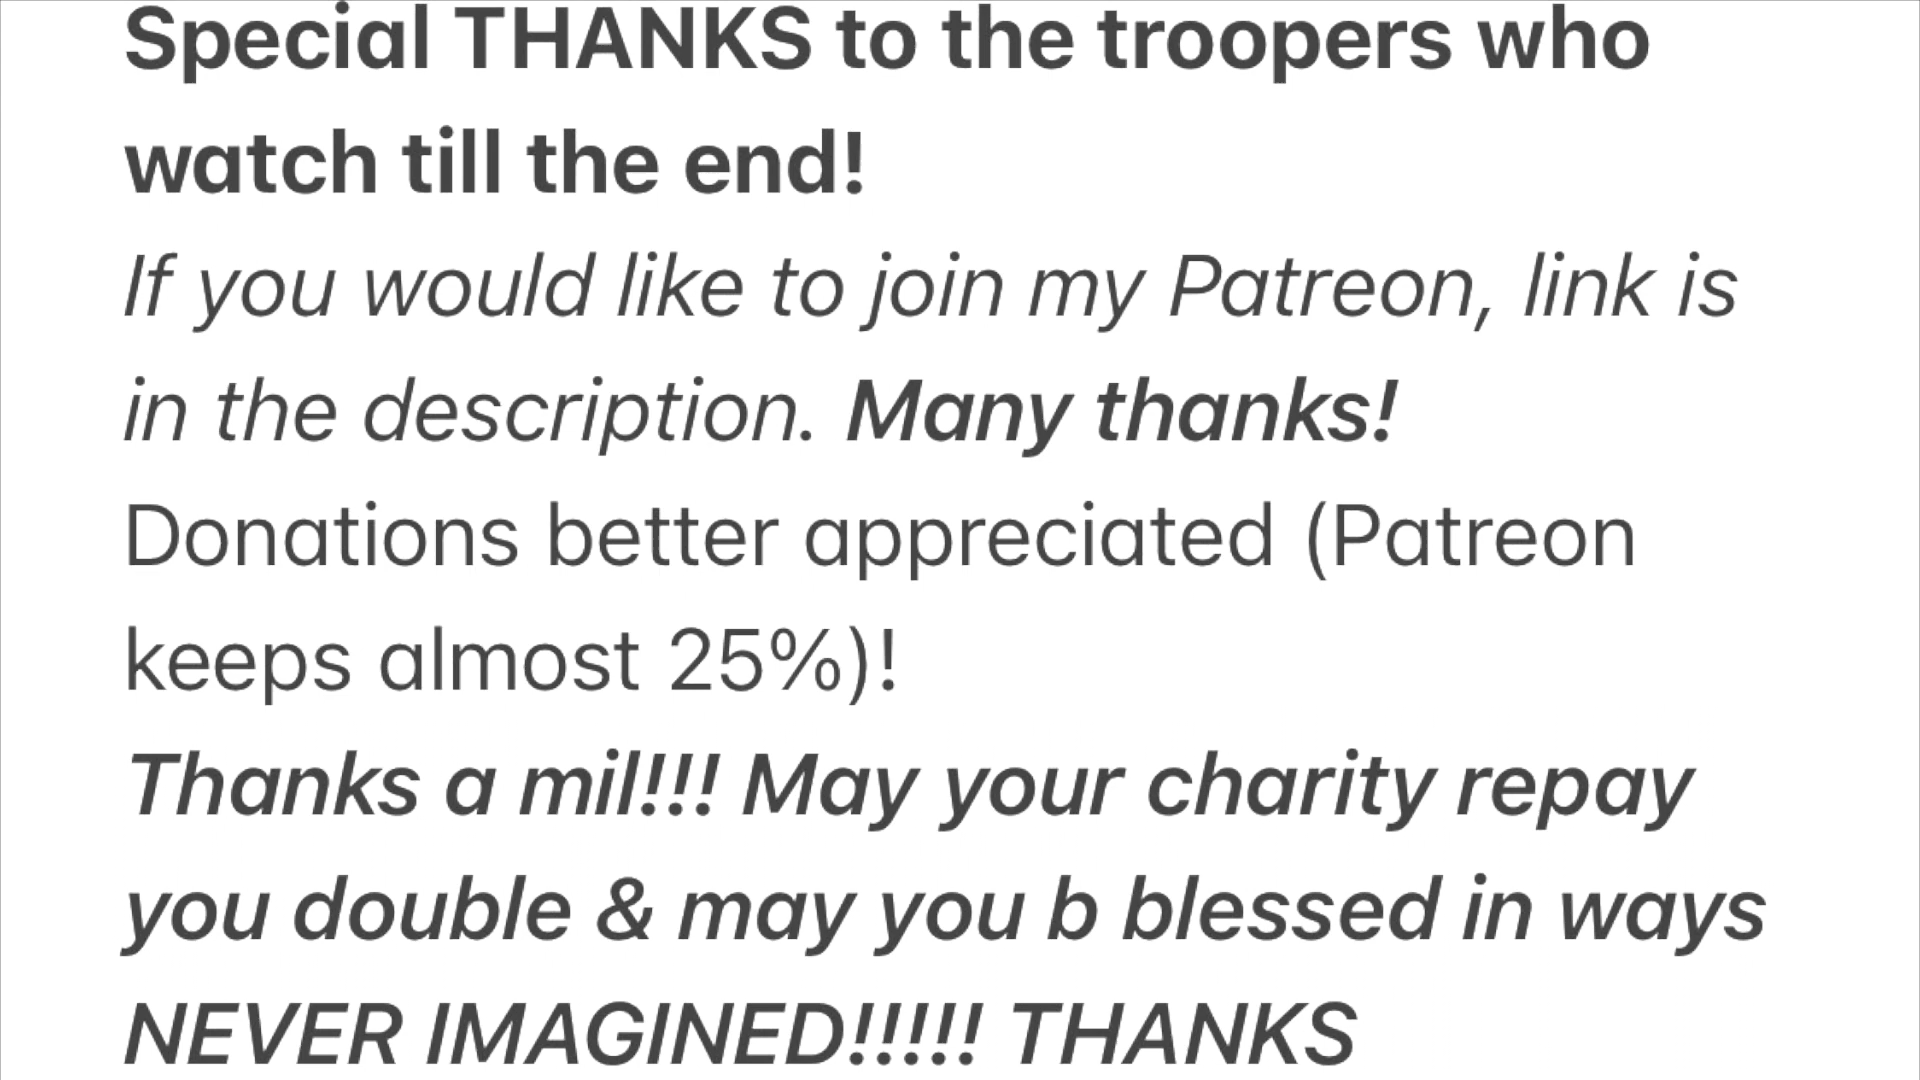 Special THANKS to the troopers who
watch till the end!
If you would like to join my Patreon, link is
in the description. Many thanks!
Donations better appreciated (Patreon
keeps almost 25%)!
Thanks a mil!!! May your charity repay
you double & may you b blessed in ways
NEVER IMAGINED!!!!! THANKS